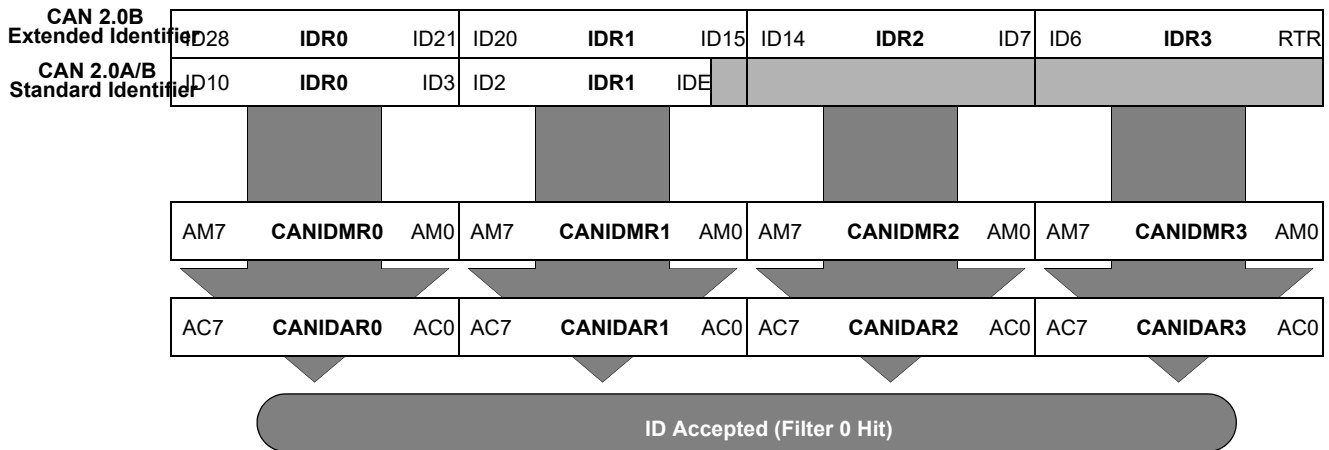 CAN 2.0B
Extended Identifier ID28 IDR0 ID21 ID20 IDR1 ID15 ID14 IDR2 ID7 ID6 IDR3 RTR
CAN 2.0A/B
Standard Identifier ID10 IDR0 ID3 ID2 IDR1 IDE
AM7 CANIDMR0 AM0 AM7 CANIDMR1 AM0 AM7 CANIDMR2 AM0 AM7 CANIDMR3 AM0
AC7 CANIDAR0 AC0 AC7 CANIDAR1 AC0 AC7 CANIDAR2 AC0 AC7 CANIDAR3 AC0
ID Accepted (Filter 0 Hit)